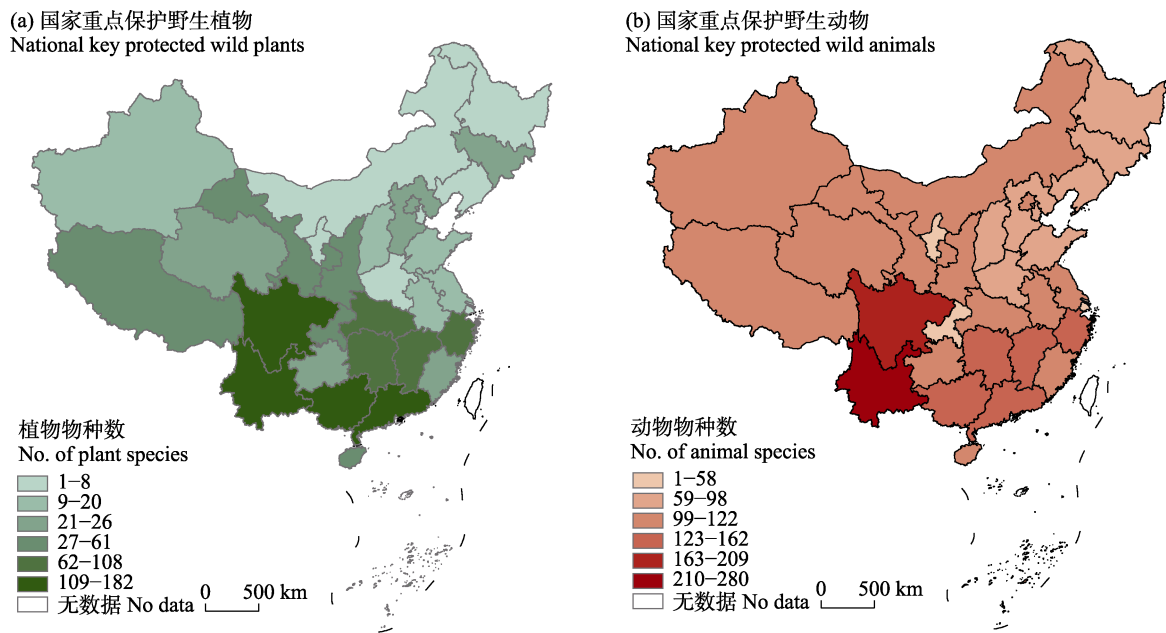 (a) 国家重点保护野生植物
National key protected wild plants
植物物种数
No. of plant species
1−8
9−20
21−26
27−61
62−108
109−182
无数据 No data
0 500 km
(b) 国家重点保护野生动物
National key protected wild animals
动物物种数
No. of animal species
1−58
59−98
99−122
123−162
163−209
210−280
无数据 No data
0 500 km